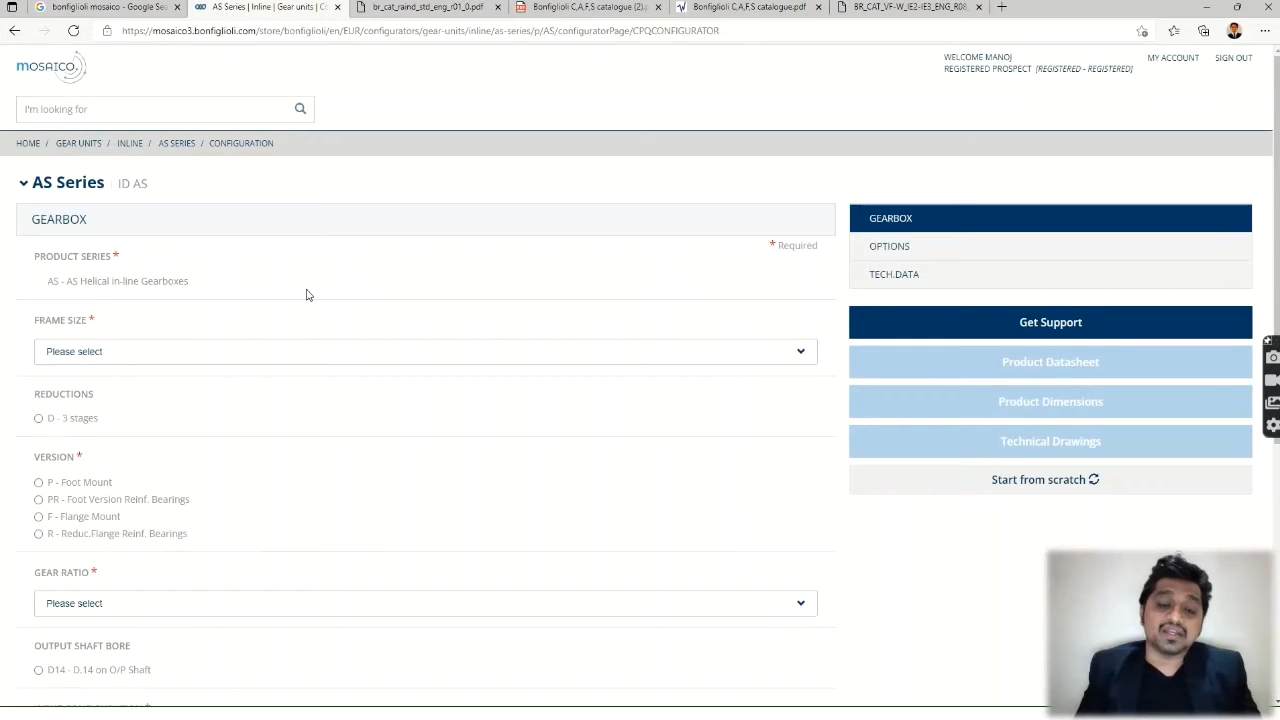 bonfiglioli mosaico - Google Sea
AS Series | Inline | Gear units | C
br_cat_raind_std_eng_r01_0.pdf
Bonfiglioli C,A,F,S catalogue (2).p
Bonfiglioli C,A,F,S catalogue.pdf
BR_CAT_VF-W_IE2-IE3_ENG_R08_
https://mosaico3.bonfiglioli.com/store/bonfiglioli/en/EUR/configurators/gear-units/inline/as-series/p/AS/configuratorPage/CPQCONFIGURATOR
MOSAICO
WELCOME MANOJ
REGISTERED PROSPECT [REGISTERED - REGISTERED)
MY ACCOUNT
SIGN OUT
I'm looking for
HOME / GEAR UNITS / INLINE / AS SERIES / CONFIGURATION
AS Series | ID AS
GEARBOX
* Required
PRODUCT SERIES *
AS - AS Helical in-line Gearboxes
FRAME SIZE *
Please select
REDUCTIONS
D - 3 stages
VERSION *
P - Foot Mount
PR - Foot Version Reinf. Bearings
F - Flange Mount
R - Reduc.Flange Reinf. Bearings
GEAR RATIO *
Please select
OUTPUT SHAFT BORE
D14 - D.14 on O/P Shaft
GEARBOX
OPTIONS
TECH.DATA
Get Support
Product Datasheet
Product Dimensions
Technical Drawings
Start from scratch